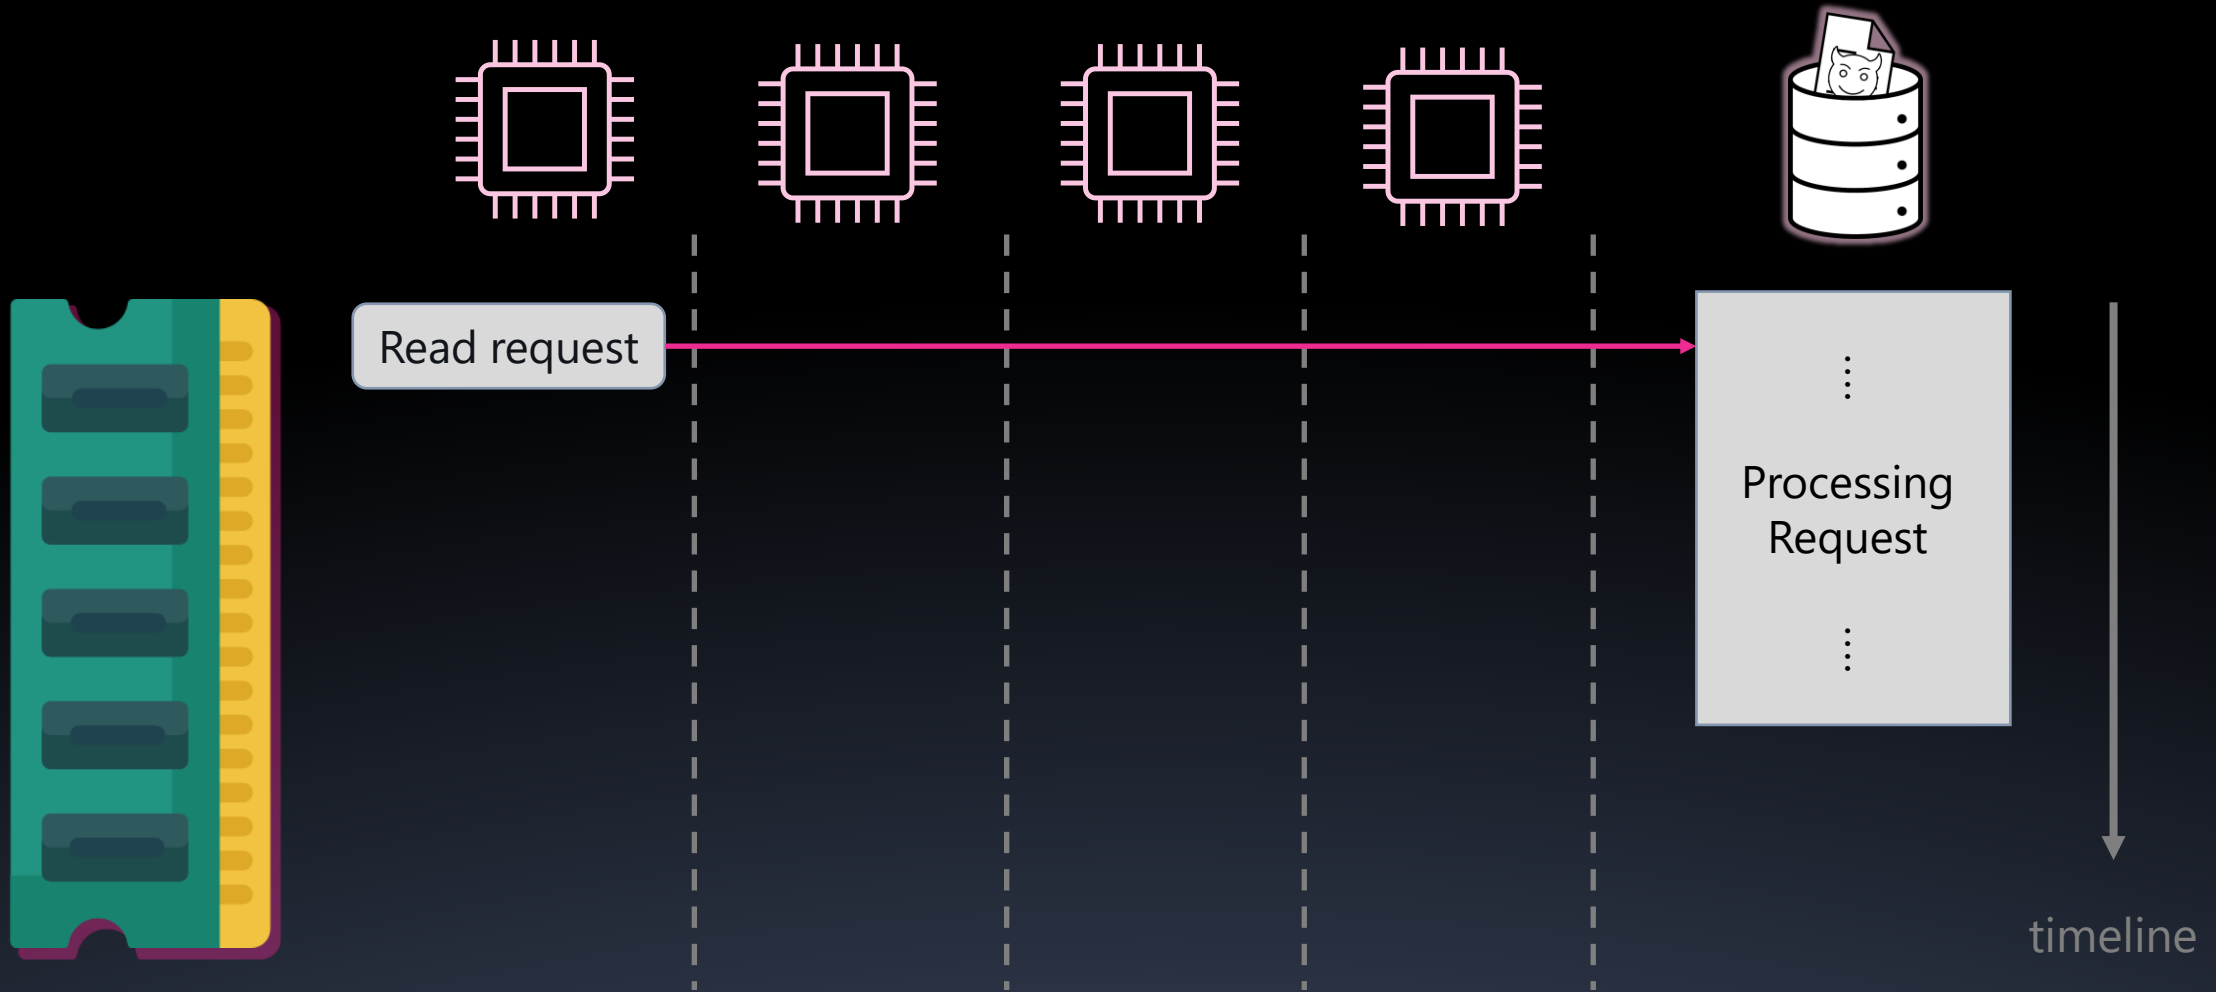 Read request
Processing
Request
timeline